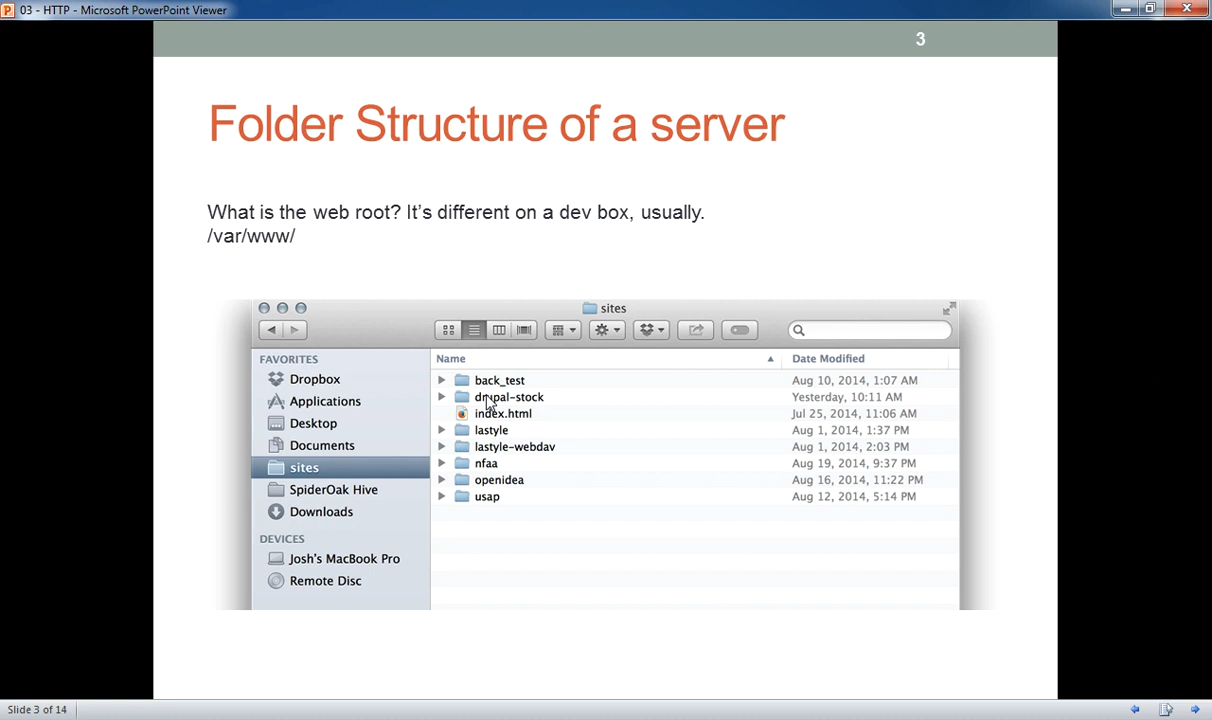 03 - HTTP - Microsoft PowerPoint Viewer
3
Folder Structure of a server
What is the web root? It's different on a dev box, usually.
/var/www/
sites
FAVORITES
Dropbox
Applications
Desktop
Documents
sites
SpiderOak Hive
Downloads
DEVICES
Josh's MacBook Pro
Remote Disc
Name Date Modified
back_test Aug 10, 2014, 1:07 AM
drupal-stock Yesterday, 10:11 AM
index.html Jul 25, 2014, 11:06 AM
lastyle Aug 1, 2014, 1:37 PM
lastyle-webdav Aug 1, 2014, 2:03 PM
nfaa Aug 19, 2014, 9:37 PM
openidea Aug 16, 2014, 11:22 PM
usap Aug 12, 2014, 5:14 PM
Slide 3 of 14